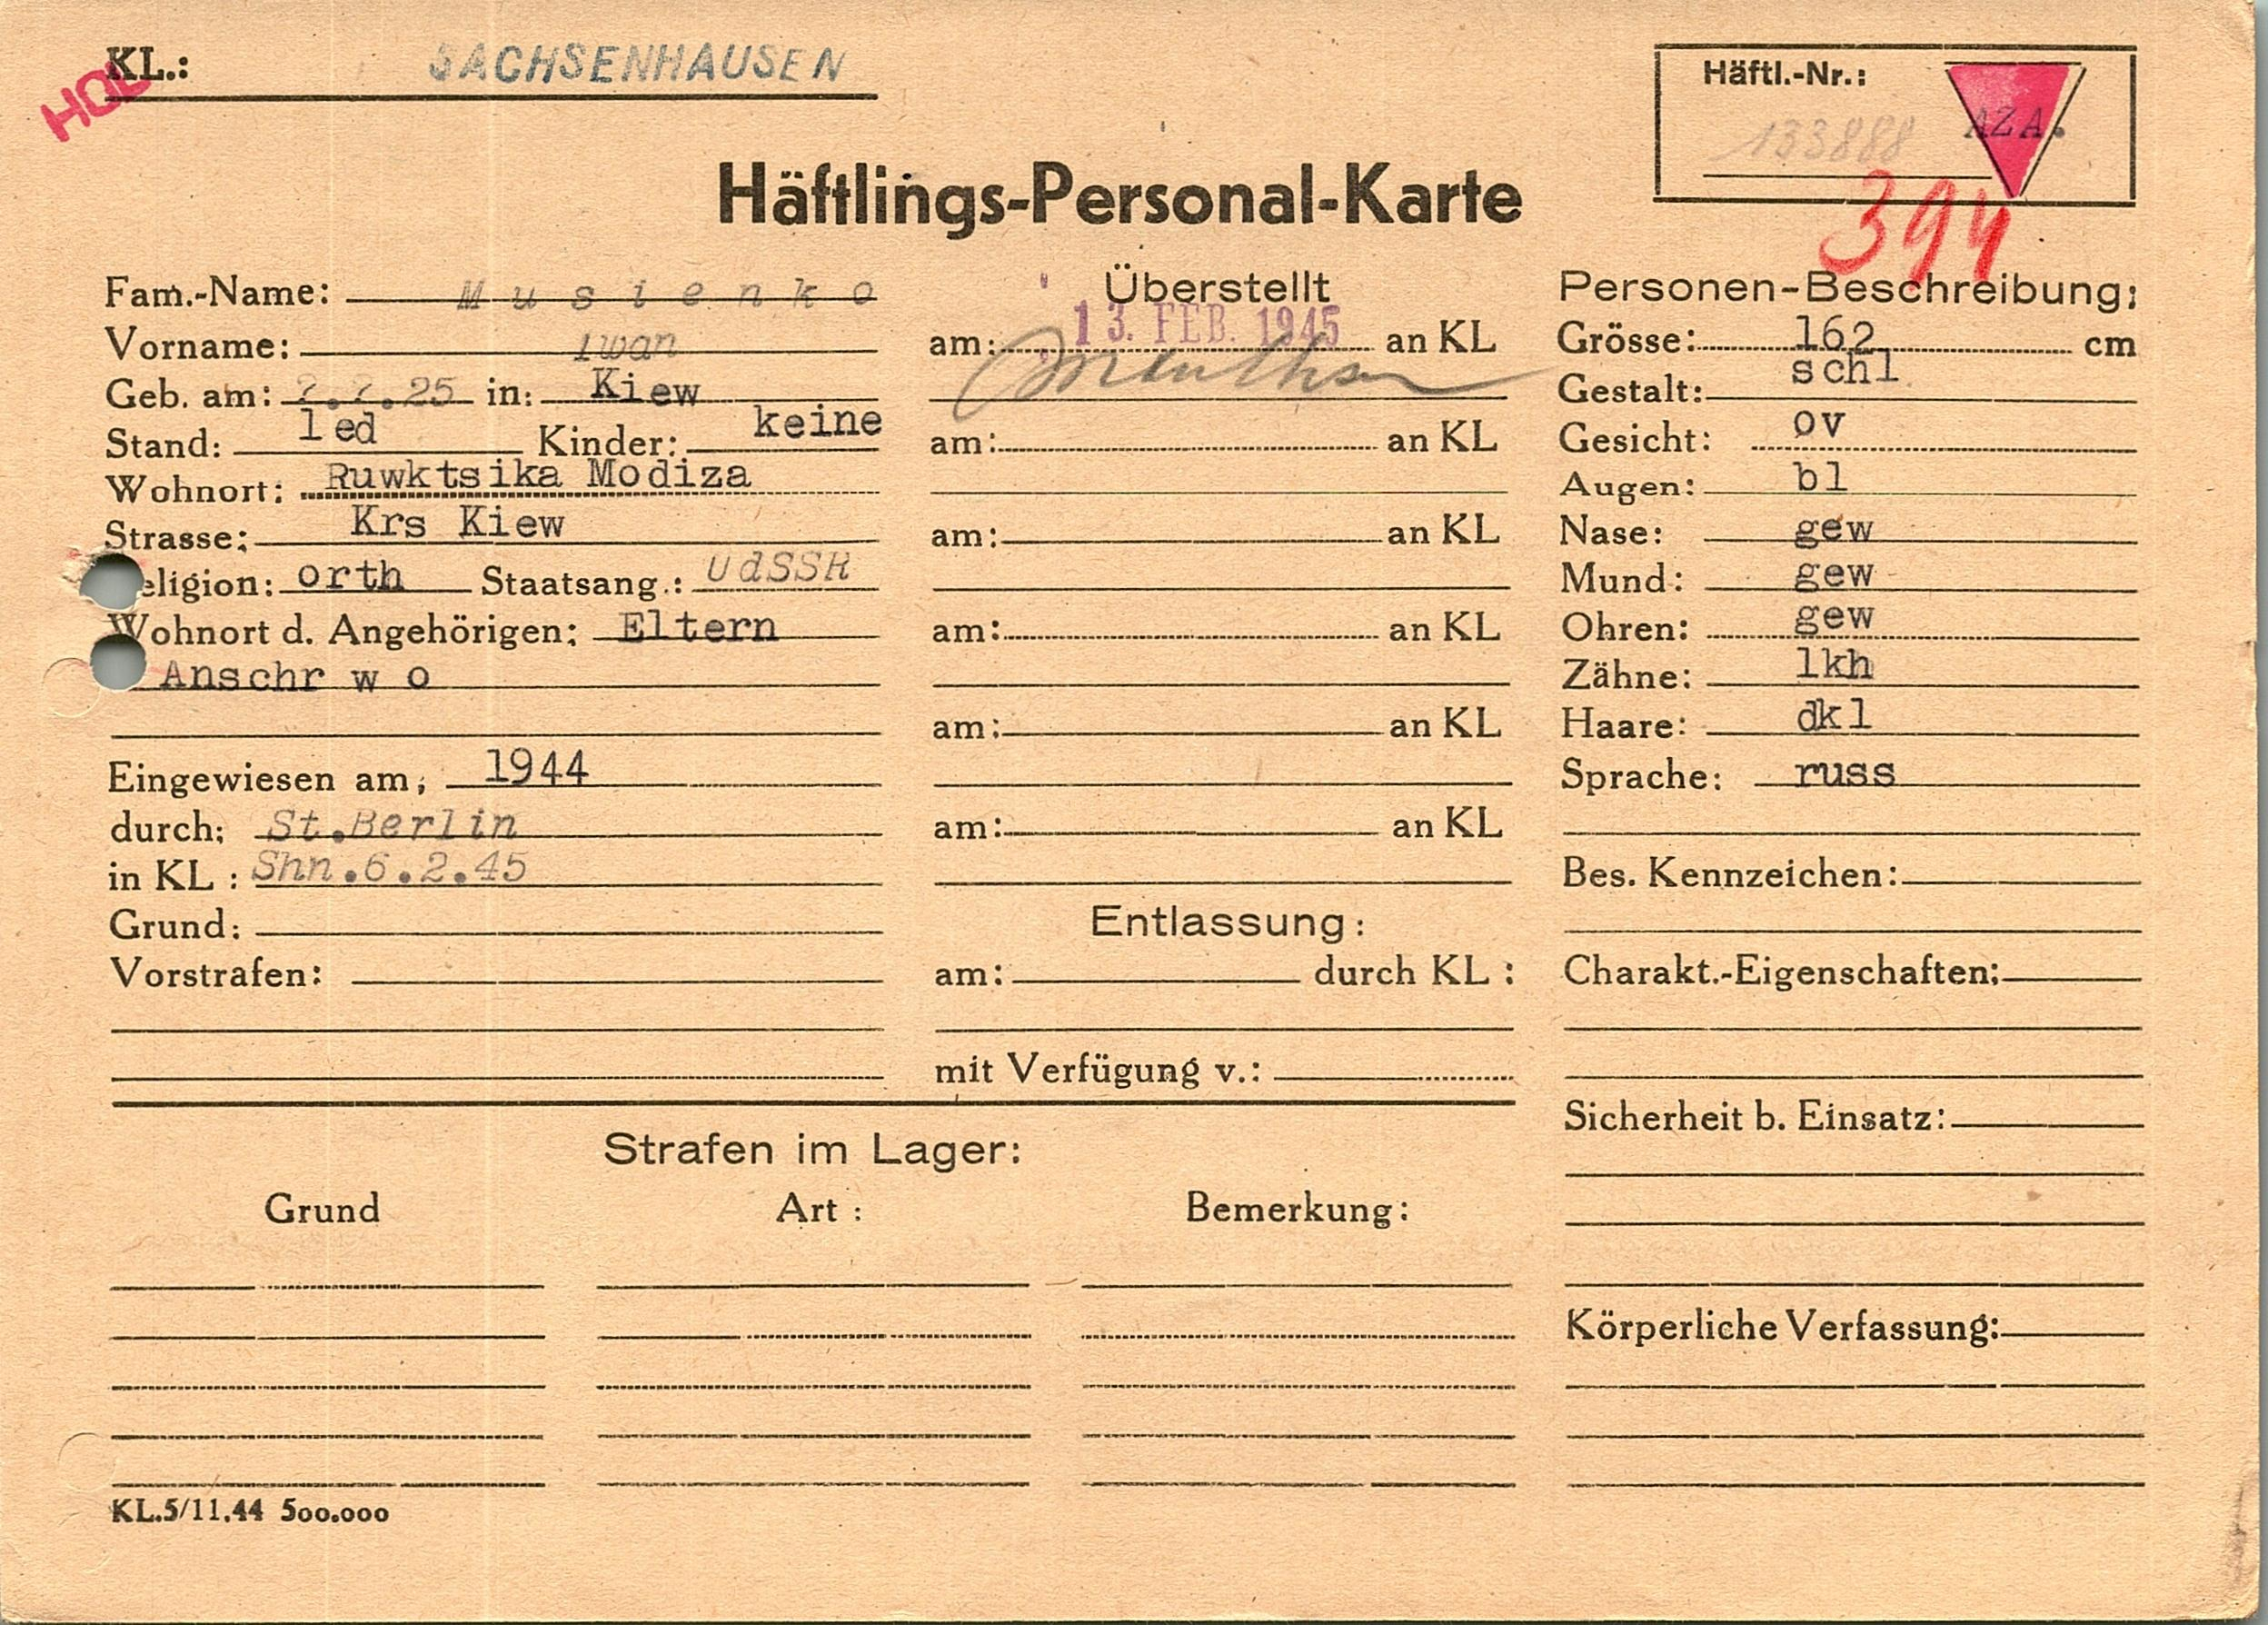 KL.: SACHSENHAUSEN
HOL
Häftl.-Nr.:
133888 AZA.
394
Häftlings-Personal-Karte
Fam.-Name: Musienko
Vorname: Iwan
Geb. am: ?.?.25 in: Kiew
Stand: led Kinder: keine
Wohnort: Ruwktsika Modiza
Strasse: Krs Kiew
eligion: orth Staatsang.: UdSSR
Wohnort d. Angehörigen: Eltern
Anschr w o
Eingewiesen am: 1944
durch: St.Berlin
in KL: Shn.6.2.45
Grund:
Vorstrafen:
Überstellt
am: 13. FEB. 1945 an KL
am: an KL
am: an KL
am: an KL
am: an KL
am: an KL
Entlassung:
am: durch KL:
mit Verfügung v.:
Personen-Beschreibung:
Grösse: 162 cm
Gestalt: schl
Gesicht: ov
Augen: bl
Nase: gew
Mund: gew
Ohren: gew
Zähne: lkh
Haare: dkl
Sprache: russ
Bes. Kennzeichen:
Charakt.-Eigenschaften:
Sicherheit b. Einsatz:
Körperliche Verfassung:
Strafen im Lager:
Grund Art: Bemerkung:
KL.5/11.44 500.000